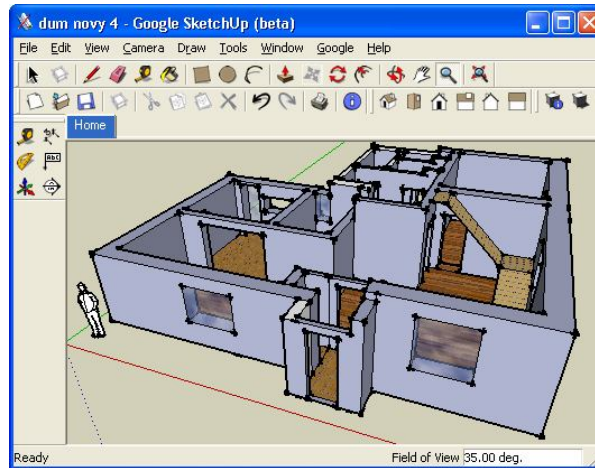 dum novy 4 - Google SketchUp (beta)
File Edit View Camera Draw Tools Window Google Help
Home
Abc
Ready
Field of View 35.00 deg.